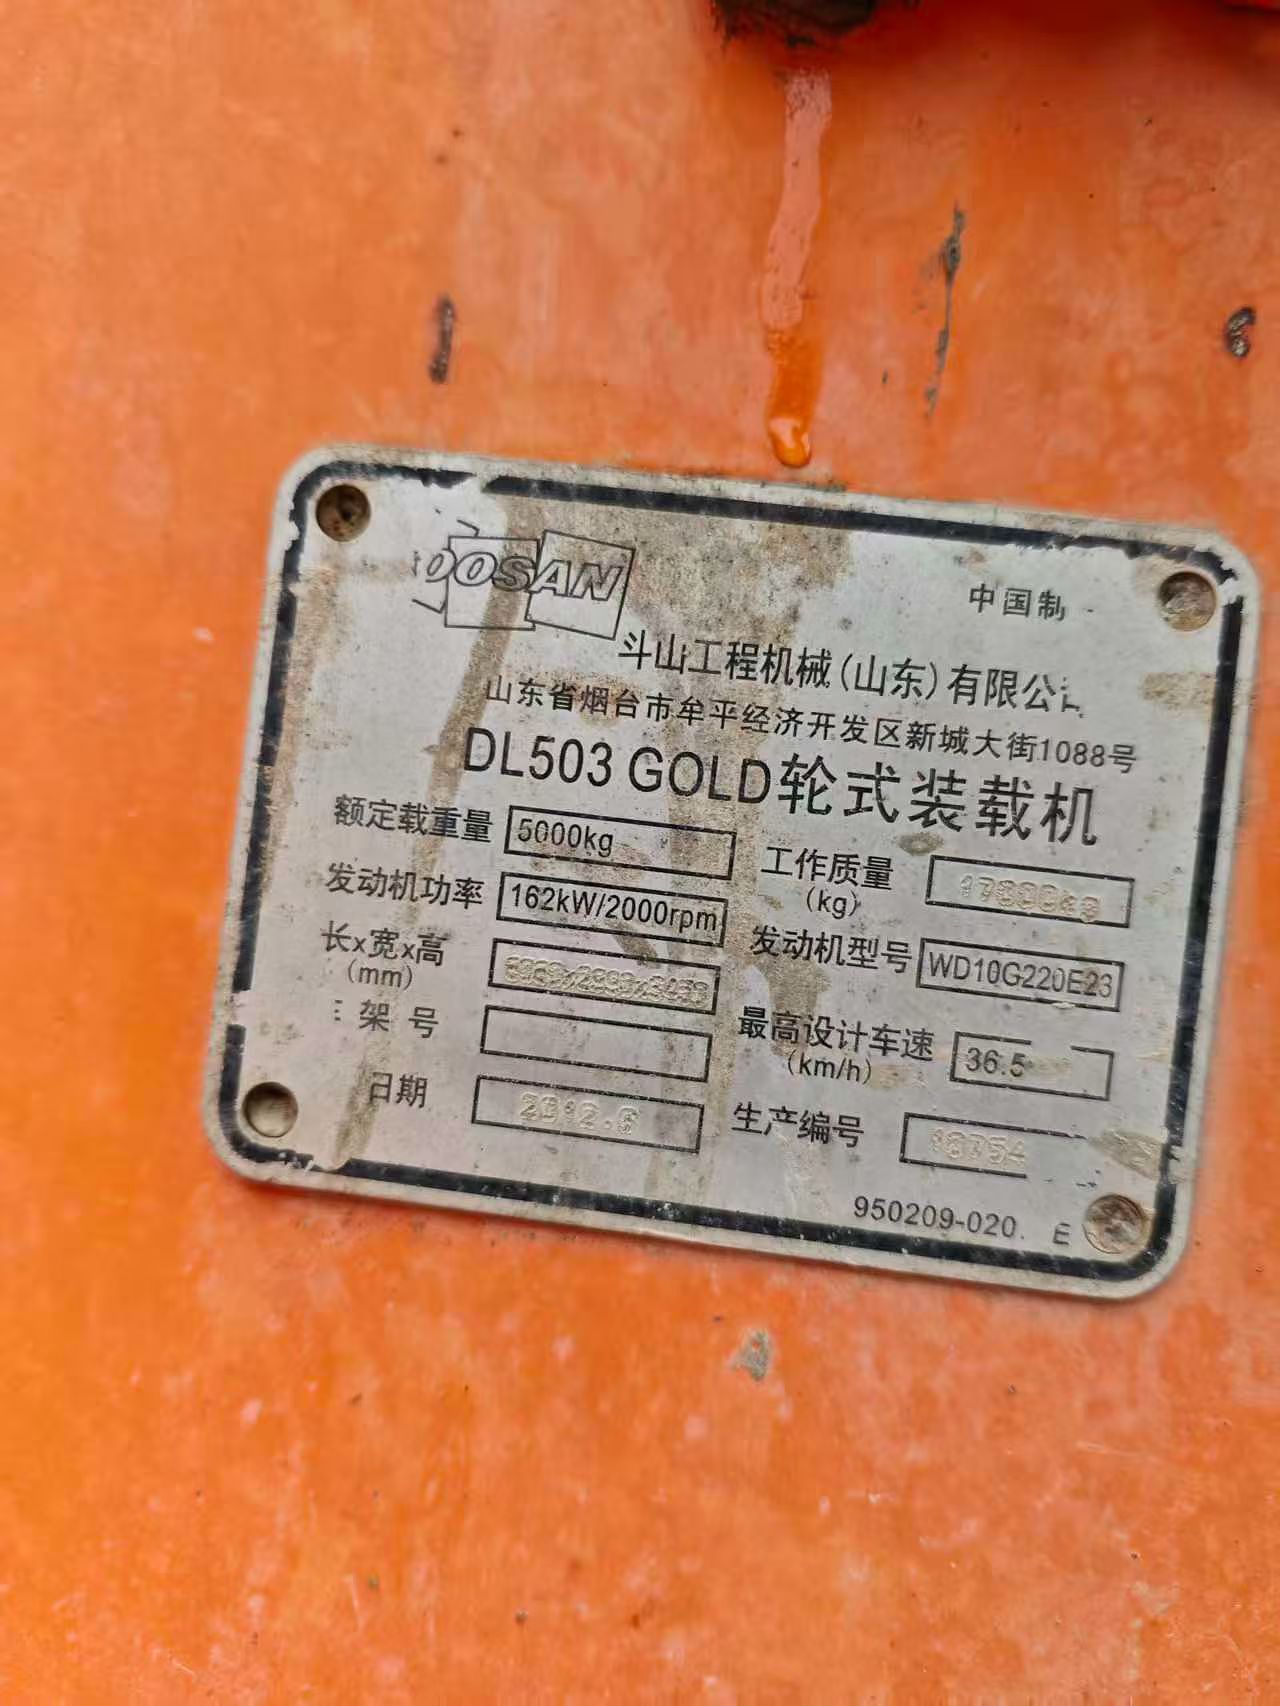 DOOSAN
中国制
斗山工程机械(山东)有限公
山东省烟台市牟平经济开发区新城大街1088号
DL503 GOLD轮式装载机
额定载重量 5000kg 工作质量(kg)
发动机功率 162kW/2000rpm 发动机型号 WD10G220E23
长x宽x高(mm) 最高设计车速(km/h) 36.5
架号
日期 2012.6 生产编号
950209-020 E